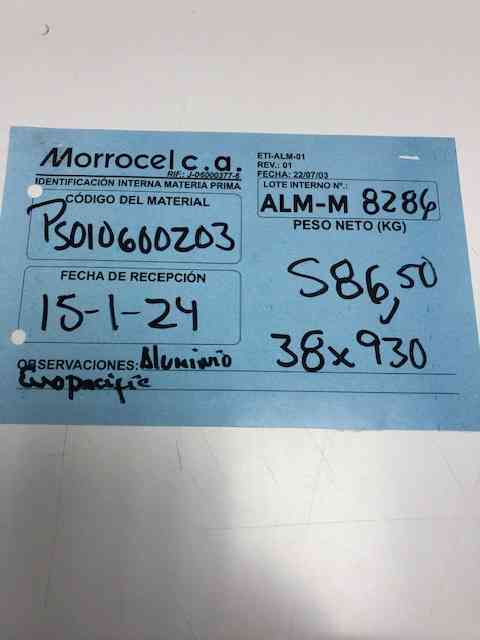 Morrocel c.a.
RIF.: J-06000377-6
ETI-ALM-01
REV.: 01
FECHA: 22/07/03
IDENTIFICACIÓN INTERNA MATERIA PRIMA
CÓDIGO DEL MATERIAL
PS010600203
LOTE INTERNO N°.:
ALM-M 8286
PESO NETO (KG)
586,50
38x930
FECHA DE RECEPCIÓN
15-1-24
OBSERVACIONES: Aluminio
Europacific